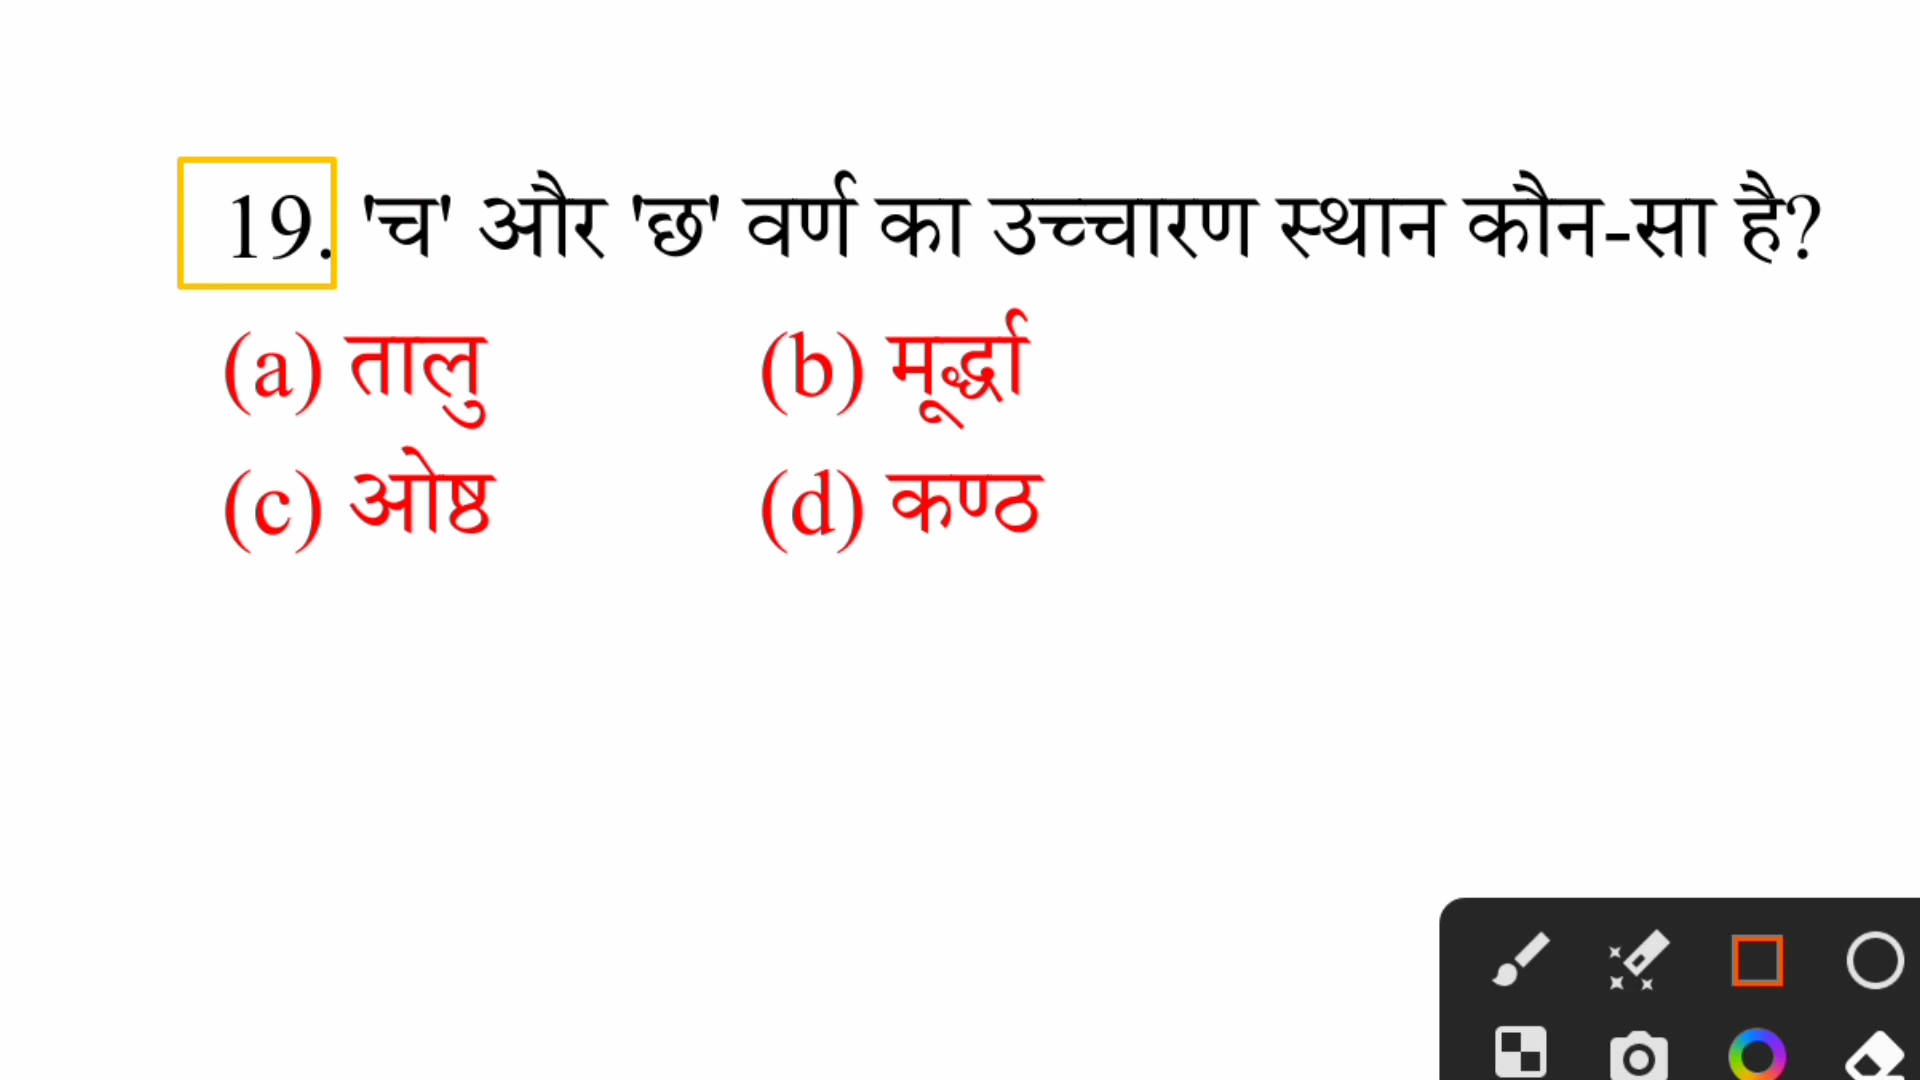 19. 'च' और 'छ' वर्ण का उच्चारण स्थान कौन-सा है?
(a) तालु (b) मूर्द्धा
(c) ओष्ठ (d) कण्ठ